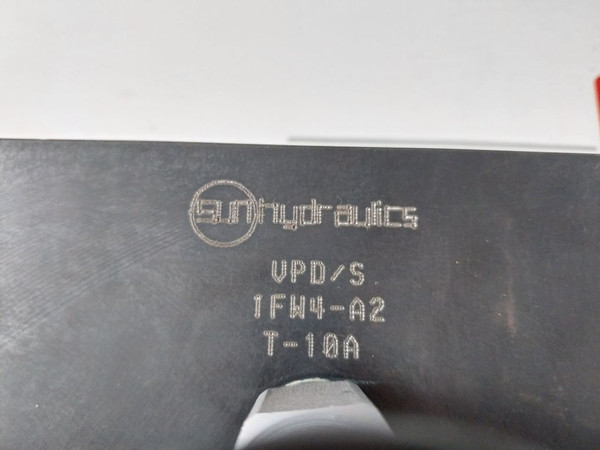 sunhydraulics
VPD/S
1FW4-A2
T-10A